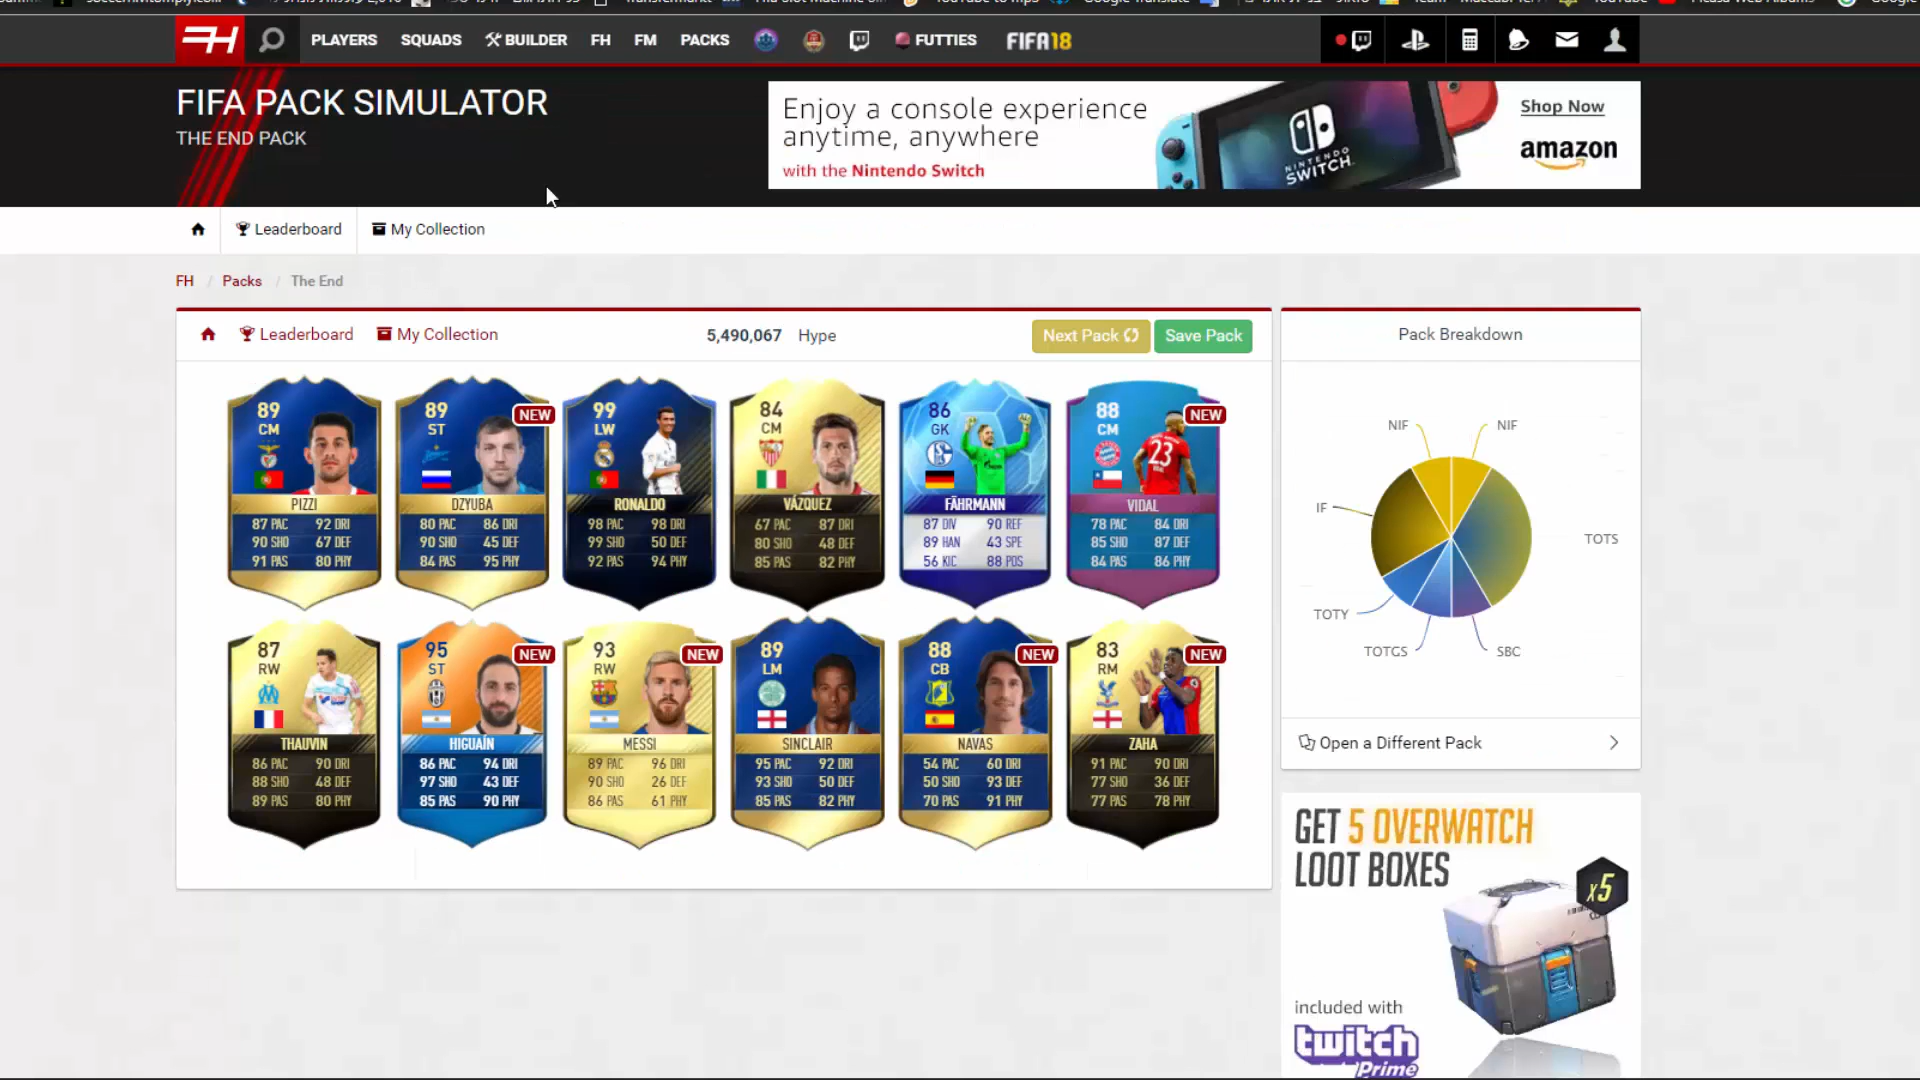 YouTube to mp3
Google Translate
YouTube
Picasa Web Albums
PLAYERS SQUADS BUILDER FH FM PACKS FUTTIES FIFA18
FIFA PACK SIMULATOR
THE END PACK
Enjoy a console experience
anytime, anywhere
with the Nintendo Switch
NINTENDO
SWITCH
Shop Now
amazon
Leaderboard My Collection
FH / Packs / The End
Leaderboard My Collection 5,490,067 Hype Next Pack Save Pack
89
CM
PIZZI
87 PAC 92 DRI
90 SHO 67 DEF
91 PAS 80 PHY
89
ST
NEW
DZYUBA
80 PAC 86 DRI
90 SHO 45 DEF
84 PAS 95 PHY
99
LW
RONALDO
98 PAC 98 DRI
99 SHO 50 DEF
92 PAS 94 PHY
84
CM
VÁZQUEZ
67 PAC 87 DRI
80 SHO 48 DEF
85 PAS 82 PHY
86
GK
FÄHRMANN
87 DIV 90 REF
89 HAN 43 SPE
56 KIC 88 POS
88
CM
NEW
23
VIDAL
78 PAC 84 DRI
85 SHO 87 DEF
84 PAS 86 PHY
87
RW
THAUVIN
86 PAC 90 DRI
88 SHO 48 DEF
89 PAS 80 PHY
95
ST
NEW
HIGUAÍN
86 PAC 94 DRI
97 SHO 43 DEF
85 PAS 90 PHY
93
RW
NEW
MESSI
89 PAC 96 DRI
90 SHO 26 DEF
86 PAS 61 PHY
89
LM
SINCLAIR
95 PAC 92 DRI
93 SHO 50 DEF
85 PAS 82 PHY
88
CB
NEW
NAVAS
54 PAC 60 DRI
50 SHO 93 DEF
70 PAS 91 PHY
83
RM
NEW
ZAHA
91 PAC 90 DRI
77 SHO 36 DEF
77 PAS 78 PHY
Pack Breakdown
NIF NIF
IF
TOTS
TOTY
TOTGS SBC
Open a Different Pack
GET 5 OVERWATCH
LOOT BOXES
x5
included with
twitch
Prime